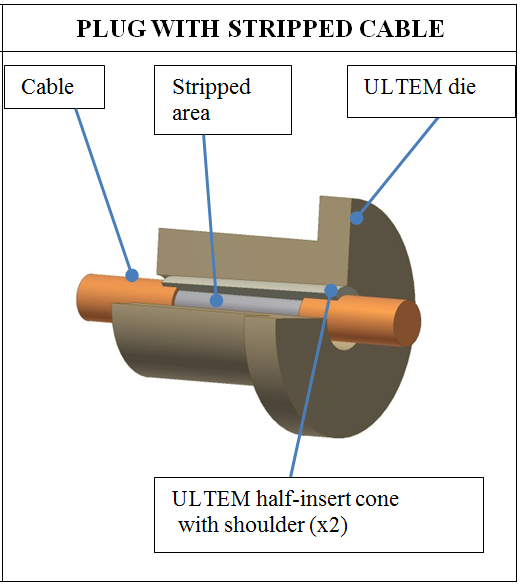 PLUG WITH STRIPPED CABLE
Cable
Stripped
area
ULTEM die
ULTEM half-insert cone
with shoulder (x2)